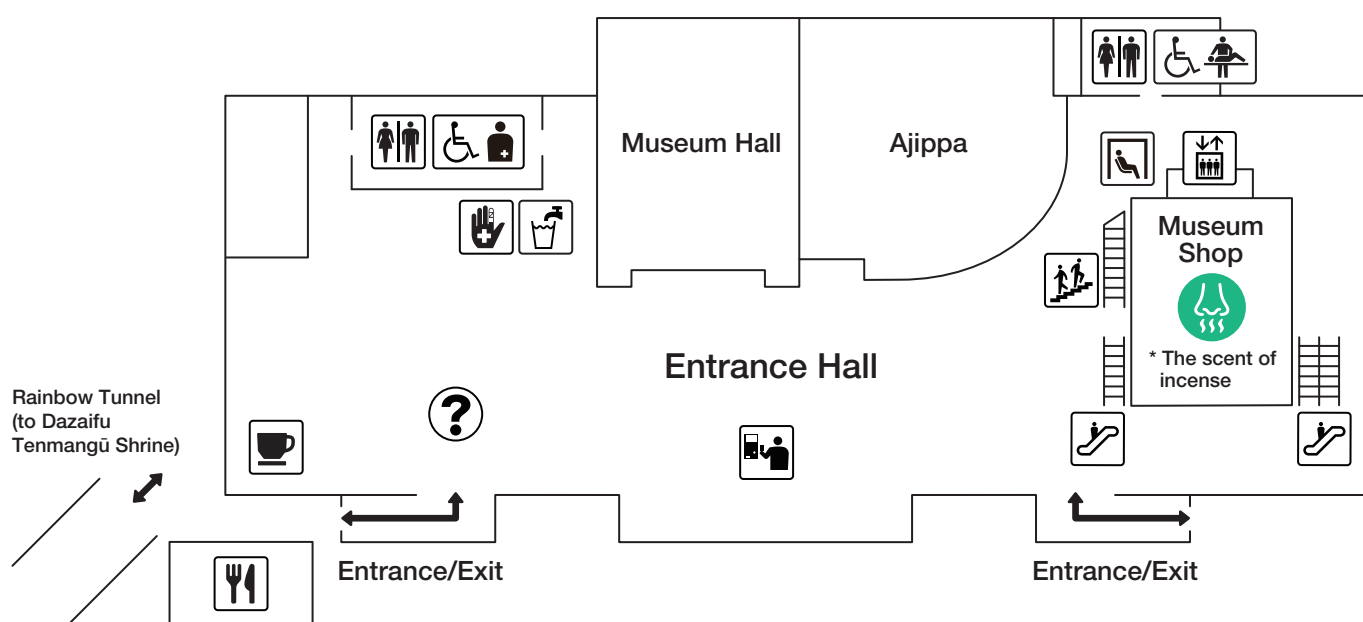 Museum Hall
Ajippa
Museum
Shop
* The scent of
incense
Entrance Hall
?
Rainbow Tunnel
(to Dazaifu
Tenmangū Shrine)
Entrance/Exit
Entrance/Exit